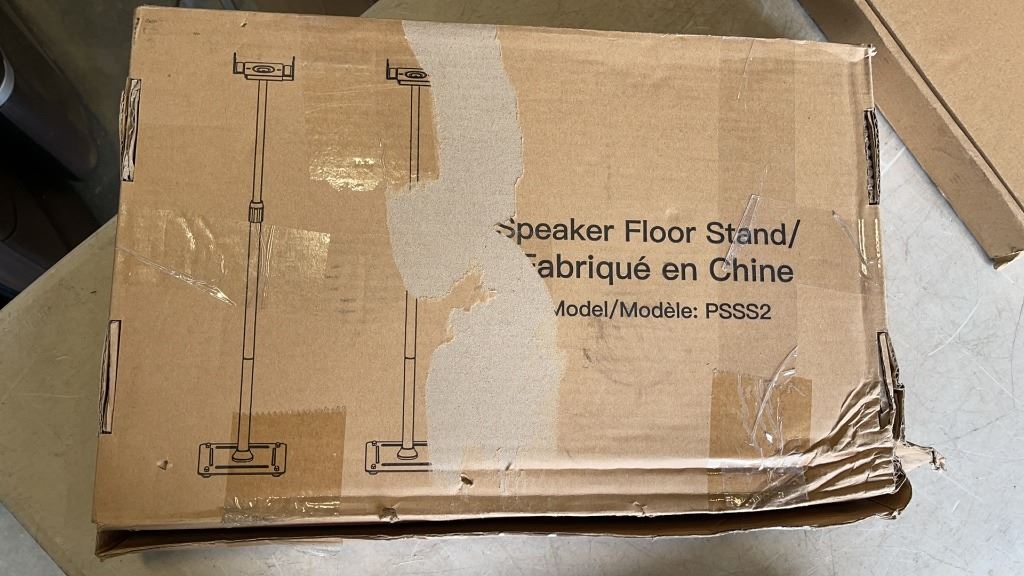 Speaker Floor Stand/
Fabriqué en Chine
Model/Modèle: PSSS2